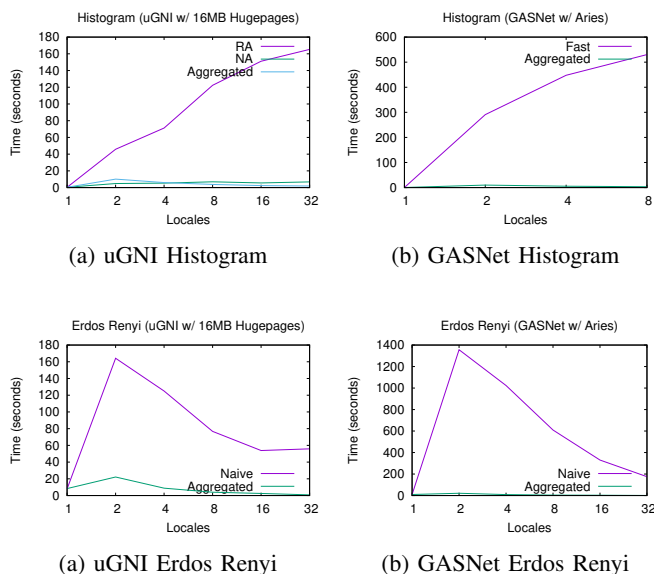 Histogram (uGNI w/ 16MB Hugepages)
180
160
140
120
100
80
60
40
20
0
Time (seconds)
RA
NA
Aggregated
1 2 4 8 16 32
Locales
(a) uGNI Histogram
Histogram (GASNet w/ Aries)
600
500
400
300
200
100
0
Time (seconds)
Fast
Aggregated
1 2 4 8
Locales
(b) GASNet Histogram
Erdos Renyi (uGNI w/ 16MB Hugepages)
180
160
140
120
100
80
60
40
20
0
Time (seconds)
Naive
Aggregated
1 2 4 8 16 32
Locales
(a) uGNI Erdos Renyi
Erdos Renyi (GASNet w/ Aries)
1400
1200
1000
800
600
400
200
0
Time (seconds)
Naive
Aggregated
1 2 4 8 16 32
Locales
(b) GASNet Erdos Renyi